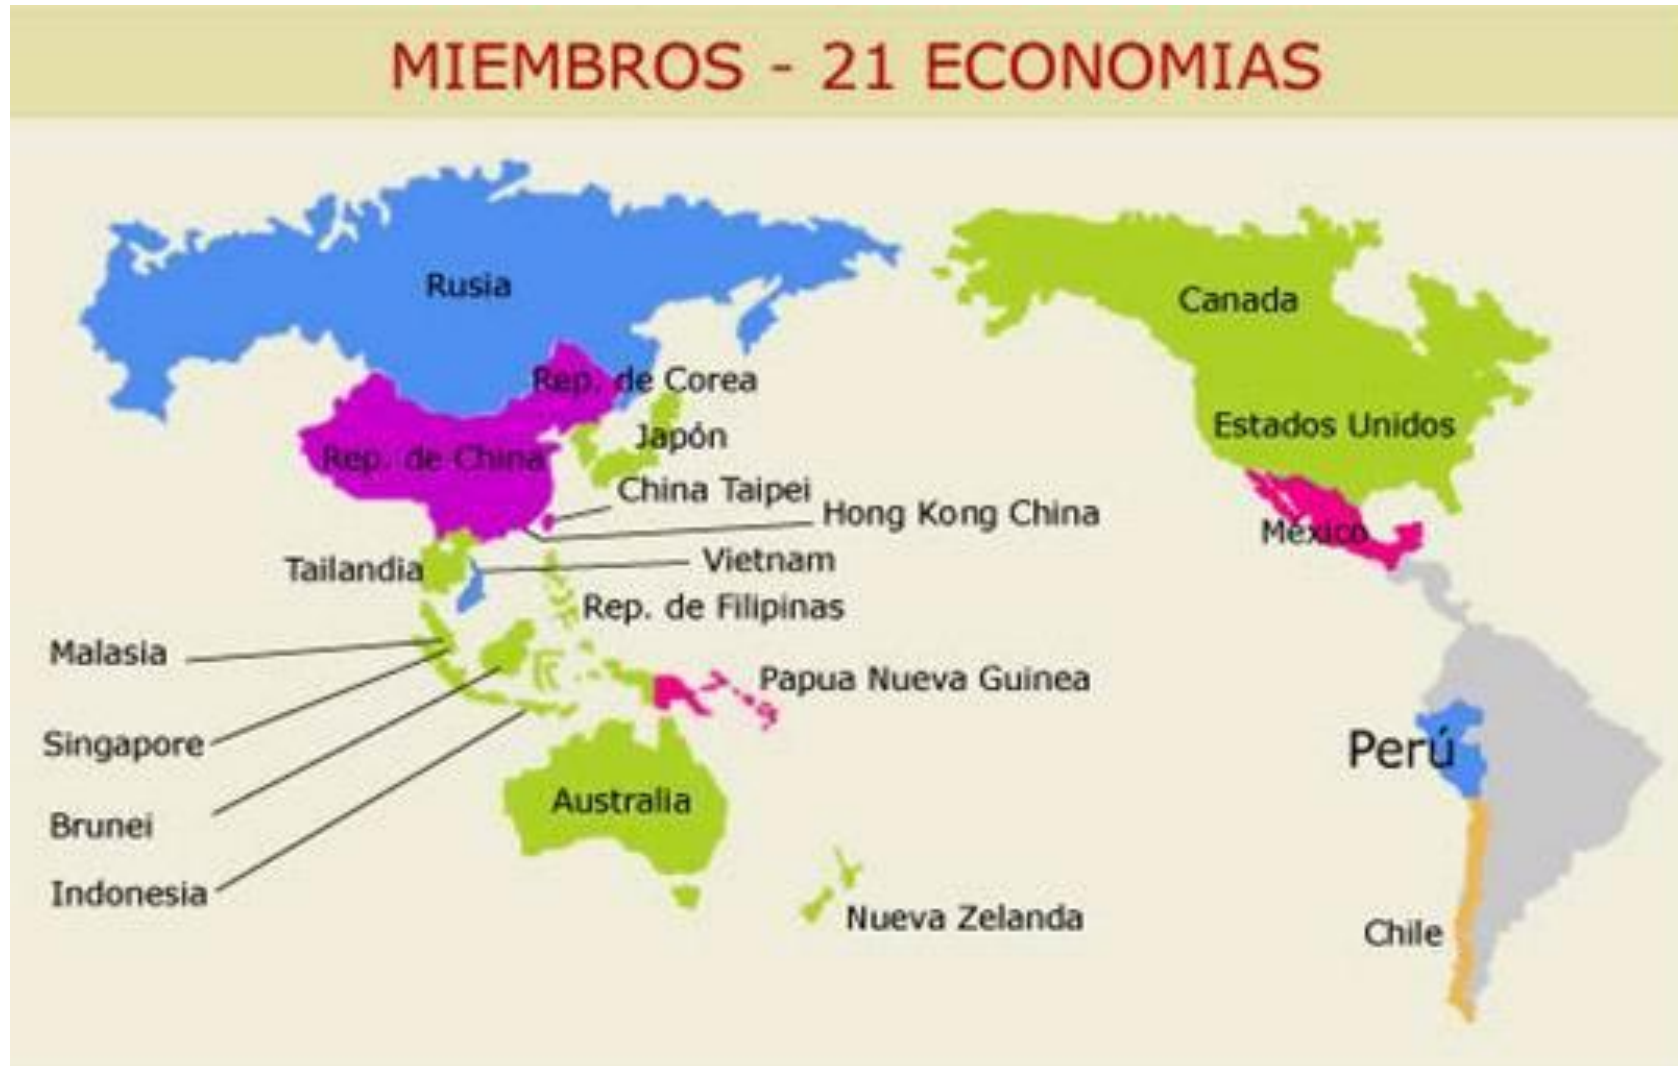 MIEMBROS - 21 ECONOMIAS
Rusia
Canada
Rep. de Corea
Estados Unidos
Japón
Rep. de China
China Taipei
Hong Kong China
México
Vietnam
Tailandia
Rep. de Filipinas
Malasia
Papua Nueva Guinea
Singapore
Perú
Australia
Brunei
Indonesia
Nueva Zelanda
Chile